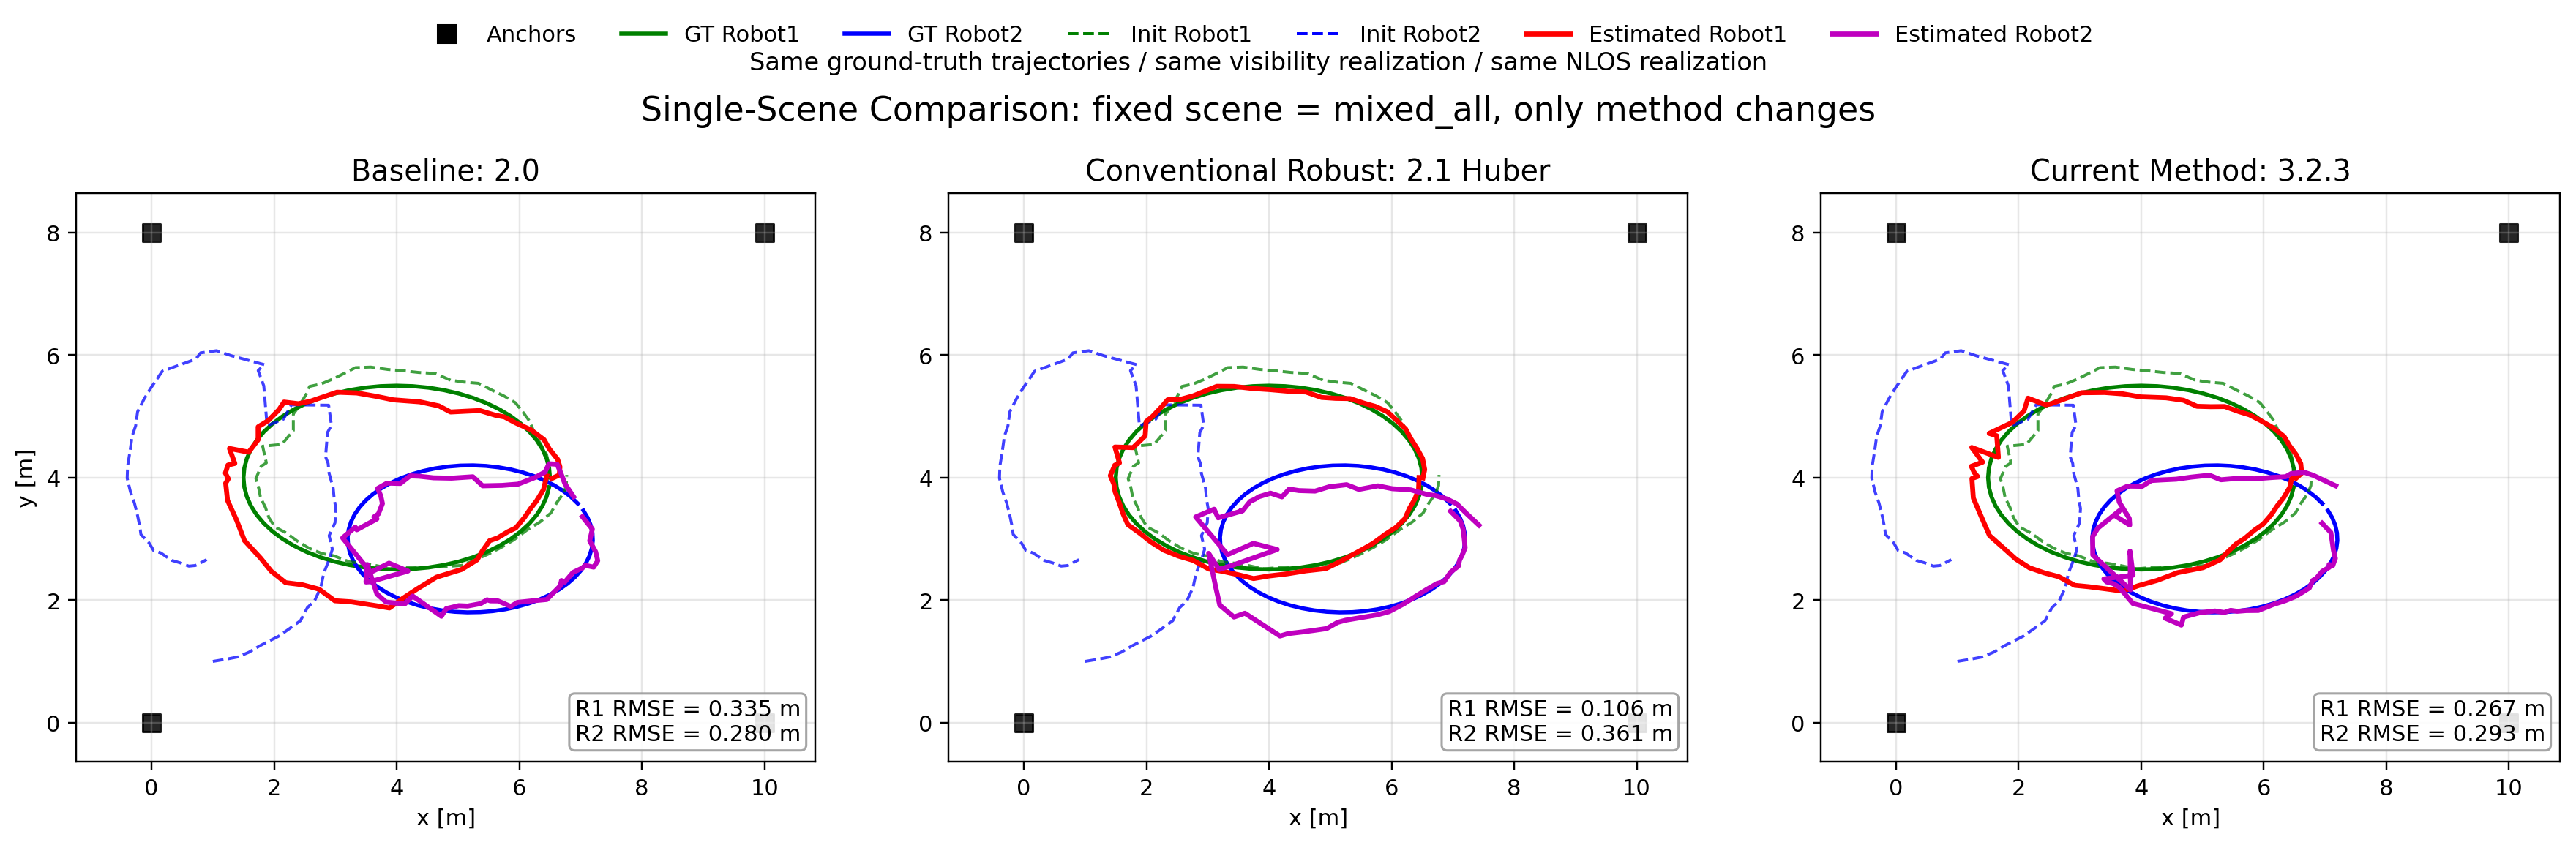 Anchors GT Robot1 GT Robot2 Init Robot1 Init Robot2 Estimated Robot1 Estimated Robot2
Same ground-truth trajectories / same visibility realization / same NLOS realization
Single-Scene Comparison: fixed scene = mixed_all, only method changes
Baseline: 2.0
8
6
4
2
0
y [m]
R1 RMSE = 0.335 m
R2 RMSE = 0.280 m
0 2 4 6 8 10
x [m]
Conventional Robust: 2.1 Huber
8
6
4
2
0
R1 RMSE = 0.106 m
R2 RMSE = 0.361 m
0 2 4 6 8 10
x [m]
Current Method: 3.2.3
8
6
4
2
0
R1 RMSE = 0.267 m
R2 RMSE = 0.293 m
0 2 4 6 8 10
x [m]